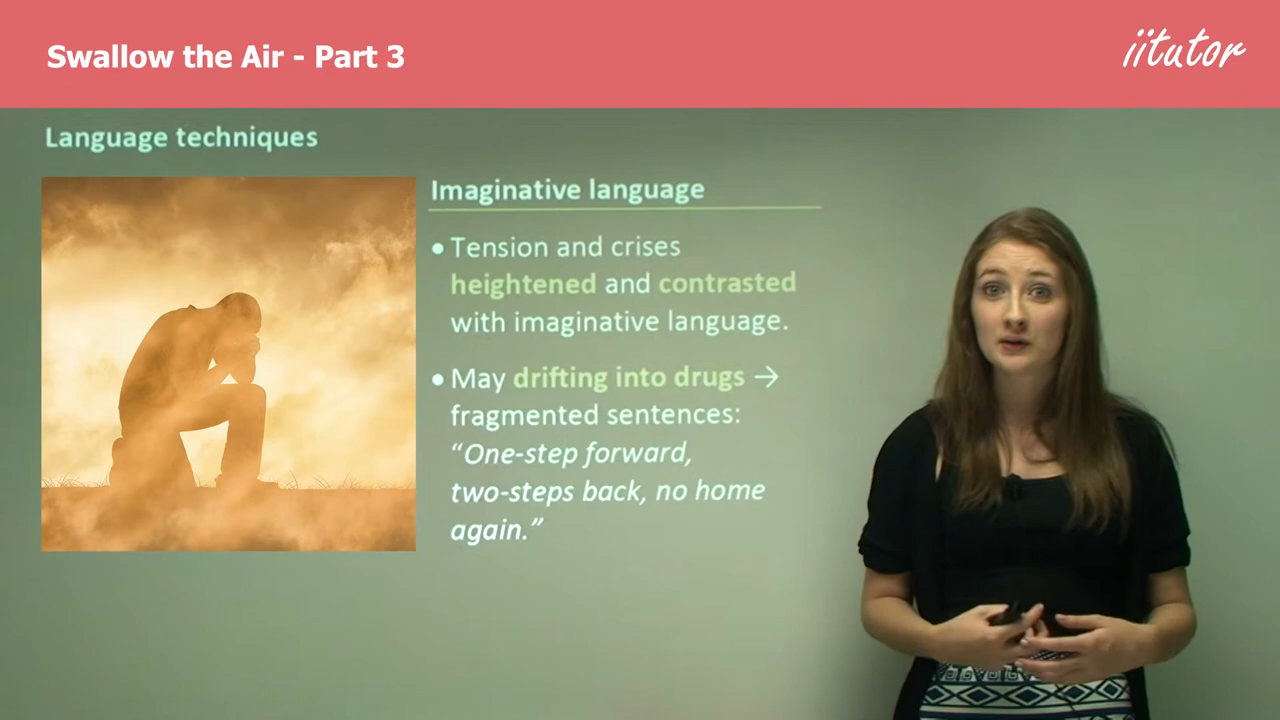 Swallow the Air - Part 3
iitutor
Language techniques
Imaginative language
• Tension and crises
heightened and contrasted
with imaginative language.
• May drifting into drugs →
fragmented sentences:
“One-step forward,
two-steps back, no home
again.”